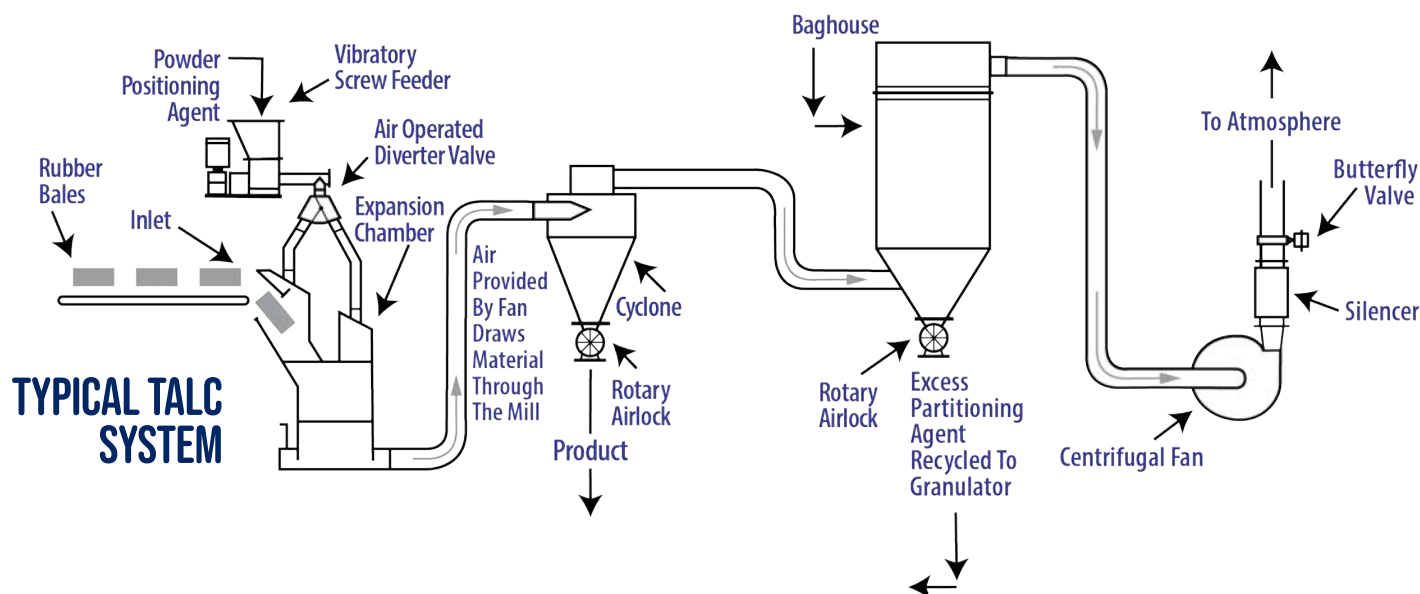 Powder
Positioning
Agent
Vibratory
Screw Feeder
Air Operated
Diverter Valve
Rubber
Bales
Inlet
Expansion
Chamber
Air
Provided
By Fan
Draws
Material
Through
The Mill
TYPICAL TALC
SYSTEM
Cyclone
Rotary
Airlock
Product
Baghouse
Rotary
Airlock
Excess
Partitioning
Agent
Recycled To
Granulator
To Atmosphere
Butterfly
Valve
Silencer
Centrifugal Fan